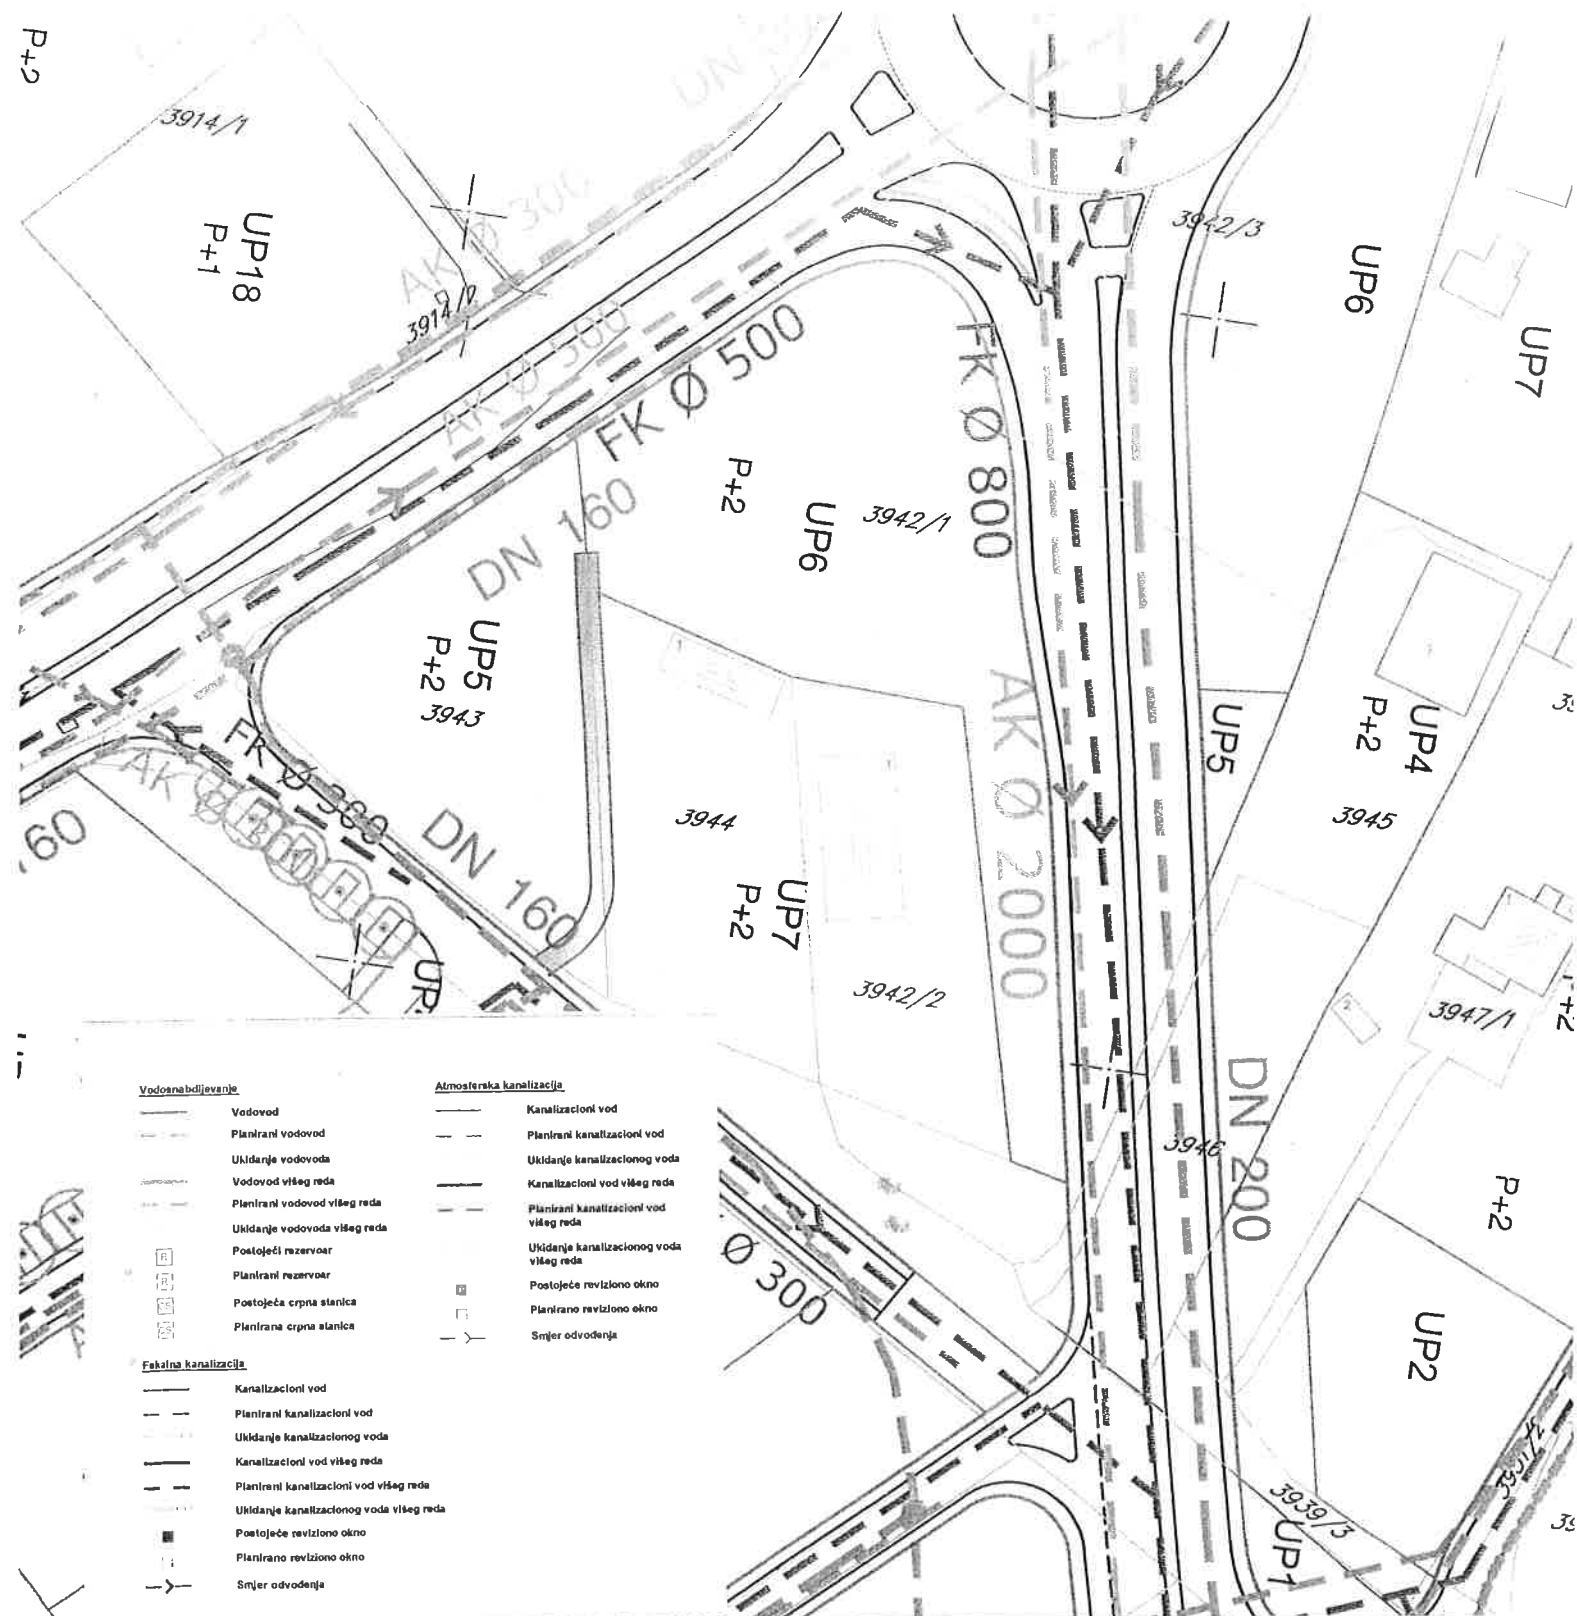 P+2
3914/1
UP18
P+1
AK Ø 300
3942/3
UP6
UP7
AK Ø 500
FK Ø 500
FK Ø 800
DN 160
P+2
UP6
3942/1
UP5
P+2
3943
FK Ø 300
AK Ø 300
DN 160
3944
UP7
P+2
3942/2
AK Ø 2000
UP5
UP4
P+2
3945
3947/1
DN 200
3946
P+2
UP2
Ø 300
3939/3
UP1
Vodosnabdijevanje
Vodovod
Planirani vodovod
Ukidanje vodovoda
Vodovod višeg reda
Planirani vodovod višeg reda
Ukidanje vodovoda višeg reda
Postojeći rezervoar
Planirani rezervoar
Postojeća crpna stanica
Planirana crpna stanica
Fekalna kanalizacija
Kanalizacioni vod
Planirani kanalizacioni vod
Ukidanje kanalizacionog voda
Kanalizacioni vod višeg reda
Planirani kanalizacioni vod višeg reda
Ukidanje kanalizacionog voda višeg reda
Postojeće reviziono okno
Planirano reviziono okno
Smjer odvođenja
Atmosferska kanalizacija
Kanalizacioni vod
Planirani kanalizacioni vod
Ukidanje kanalizacionog voda
Kanalizacioni vod višeg reda
Planirani kanalizacioni vod
višeg reda
Ukidanje kanalizacionog voda
višeg reda
Postojeće reviziono okno
Planirano reviziono okno
Smjer odvođenja